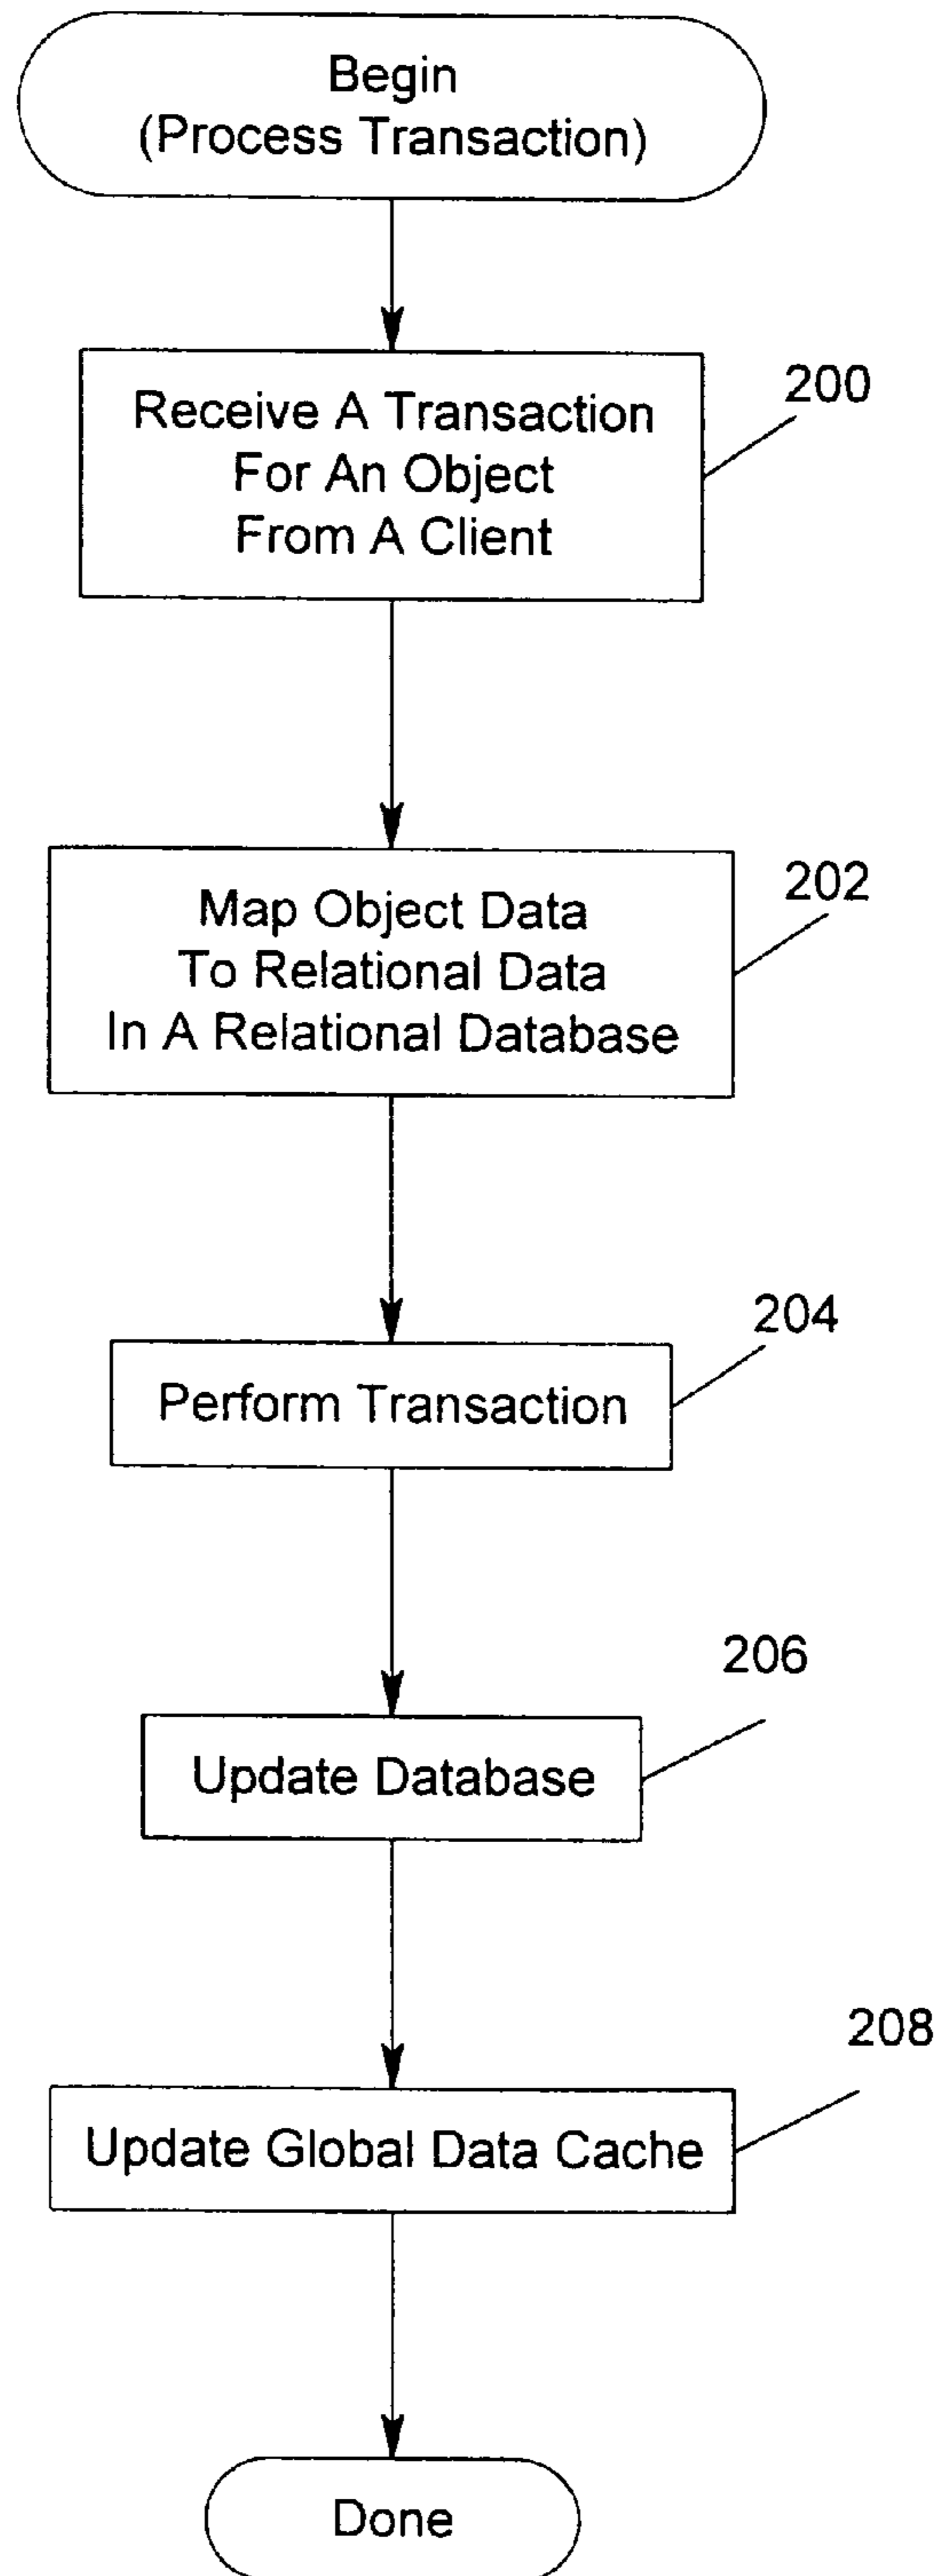 Begin
(Process Transaction)
200
Receive A Transaction
For An Object
From A Client
202
Map Object Data
To Relational Data
In A Relational Database
204
Perform Transaction
206
Update Database
208
Update Global Data Cache
Done